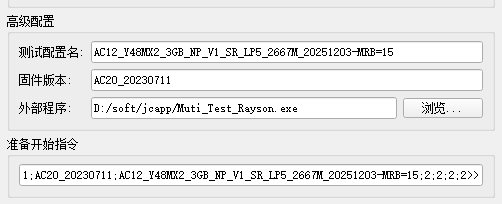 高级配置
测试配置名: AC12_Y48MX2_3GB_NP_V1_SR_LP5_2667M_20251203-MRB=15
固件版本: AC20_20230711
外部程序: D:/soft/jcapp/Muti_Test_Rayson.exe 浏览...
准备开始指令
1;AC20_20230711;AC12_Y48MX2_3GB_NP_V1_SR_LP5_2667M_20251203-MRB=15;2;2;2;2>>